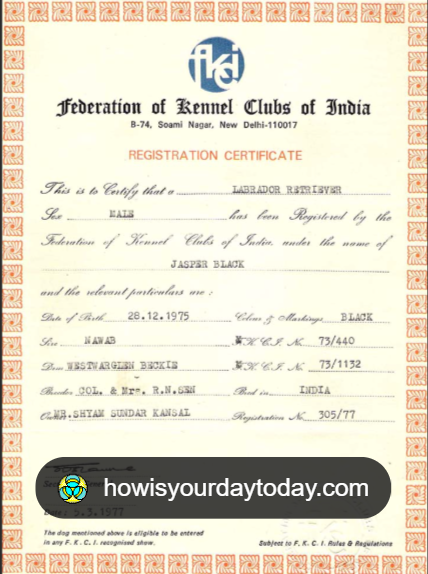 fkci
Federation of Kennel Clubs of India
B-74, Soami Nagar, New Delhi-110017
REGISTRATION CERTIFICATE
This is to Certify that a LABRADOR RETRIEVER
Sex MALE has been Registered by the
Federation of Kennel Clubs of India, under the name of
JASPER BLACK
and the relevant particulars are :
Date of Birth 28.12.1975 Colour & Markings BLACK
Sire NAWAB K.C.I. No. 73/440
Dam WESTWARGLEN BECKIE K.C.I. No. 73/1132
Breeder COL. & Mrs. R.N.SEN Bred in INDIA
Owner MR.SHYAM SUNDAR KANSAL Registration No. 305/77
howisyourdaytoday.com
Date: 5.3.1977
The dog mentioned above is eligible to be entered
in any F. K. C. I. recognised show.
Subject to F. K. C. I. Rules & Regulations